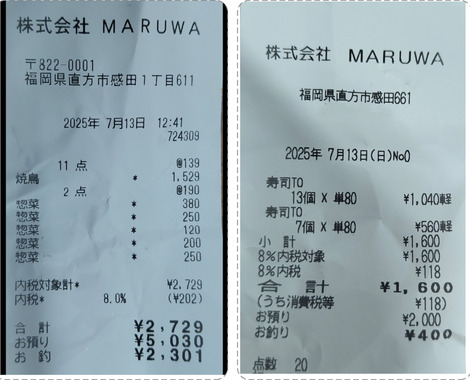 株式会社 MARUWA
〒822-0001
福岡県直方市感田1丁目611
2025年 7月13日 12:41
724309
11 点 @139
焼鳥 * 1,529
2 点 @190
惣菜 * 380
惣菜 * 250
惣菜 * 120
惣菜 * 200
惣菜 * 250
内税対象計* ¥2,729
内税* 8.0% (¥202)
合 計 ¥2,729
お預り ¥5,030
お 釣 ¥2,301
株式会社 MARUWA
福岡県直方市感田661
2025年 7月13日(日)No0
寿司TO
13個 X 単80 ¥1,040軽
寿司TO
7個 X 単80 ¥560軽
小 計 ¥1,600
8%内税対象 ¥1,600
8%内税 ¥118
合 計 ¥1,600
(うち消費税等 ¥118)
お預り ¥2,000
お釣り ¥400
点数 20